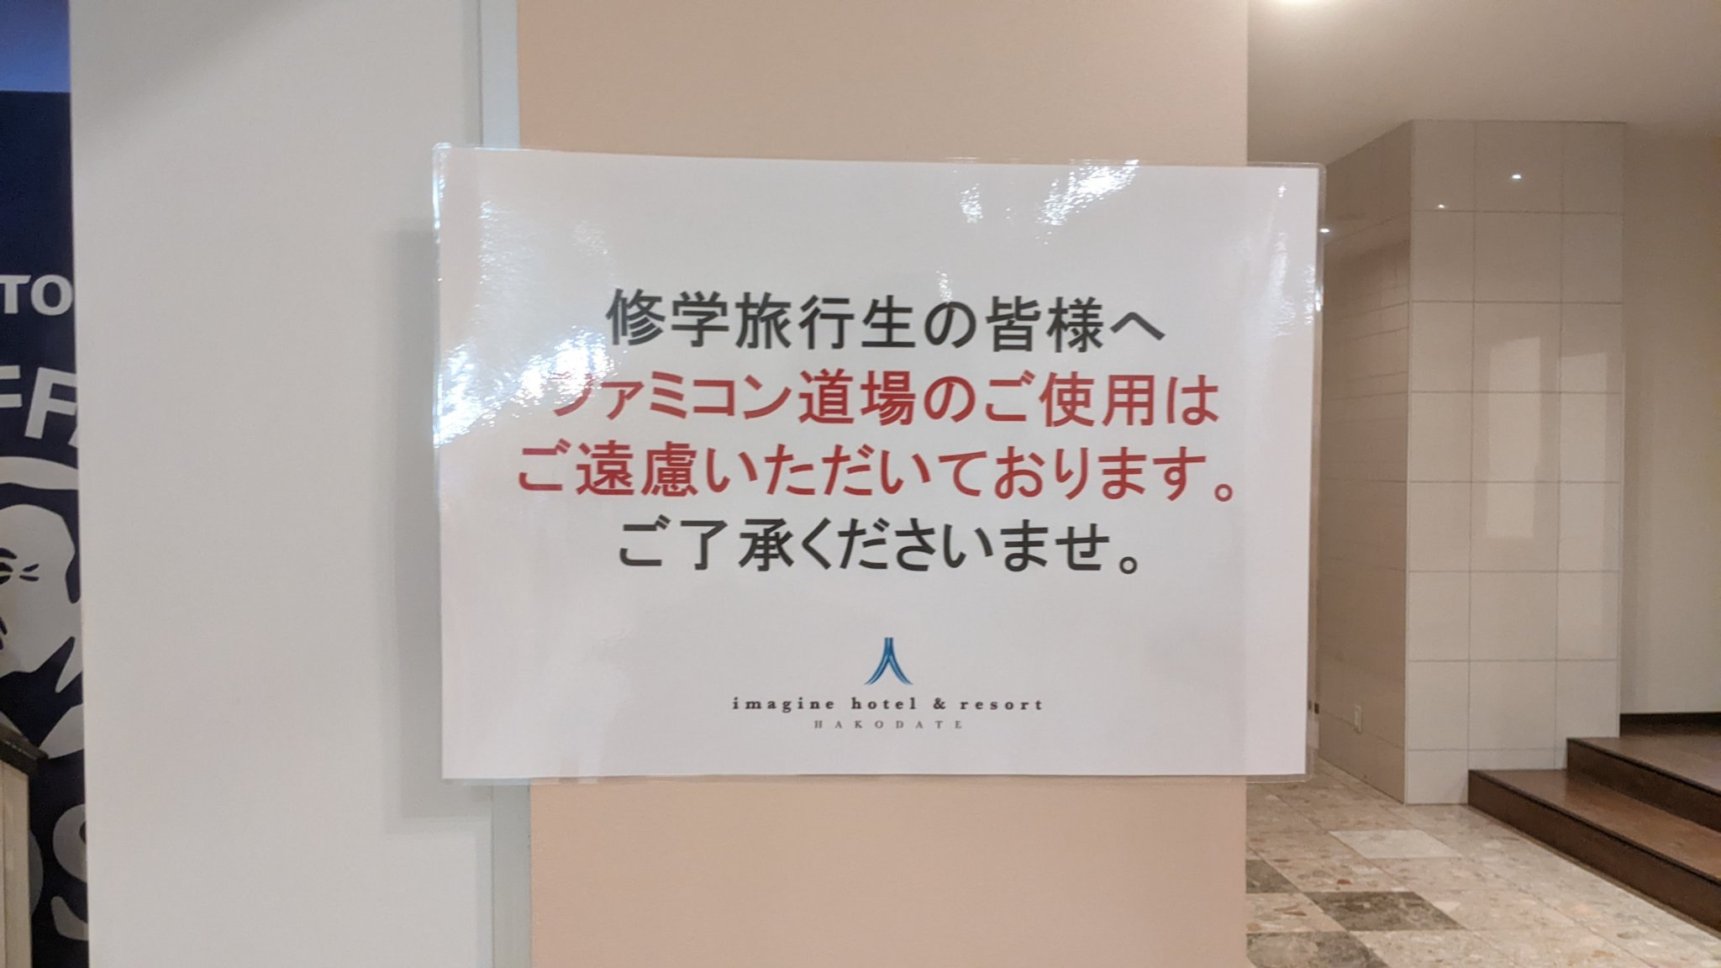 TO
修学旅行生の皆様へ
ファミコン道場のご使用は
ご遠慮いただいております。
ご了承くださいませ。
imagine hotel & resort
HAKODATE